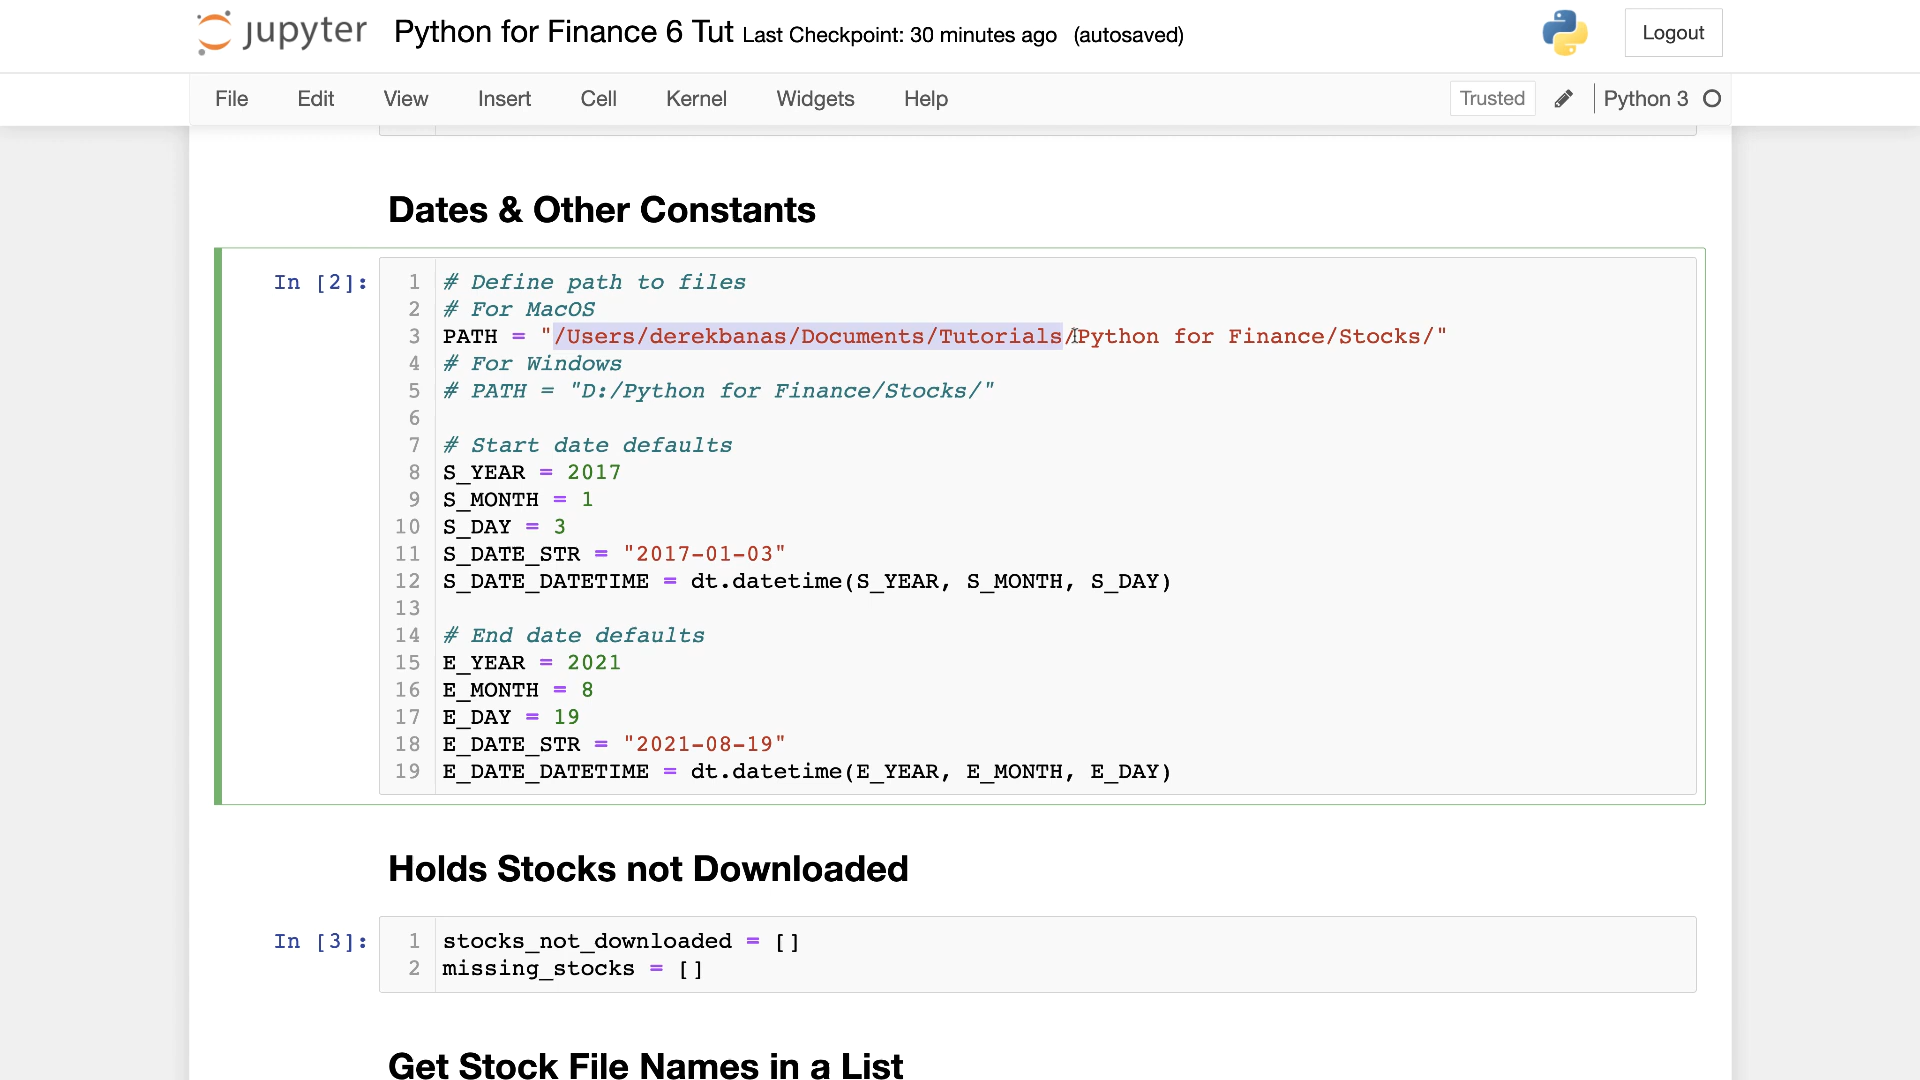 jupyter Python for Finance 6 Tut Last Checkpoint: 30 minutes ago (autosaved) Logout
File Edit View Insert Cell Kernel Widgets Help Trusted Python 3
Dates & Other Constants
In [2]:
1 # Define path to files
2 # For MacOS
3 PATH = "/Users/derekbanas/Documents/Tutorials/Python for Finance/Stocks/"
4 # For Windows
5 # PATH = "D:/Python for Finance/Stocks/"
6
7 # Start date defaults
8 S_YEAR = 2017
9 S_MONTH = 1
10 S_DAY = 3
11 S_DATE_STR = "2017-01-03"
12 S_DATE_DATETIME = dt.datetime(S_YEAR, S_MONTH, S_DAY)
13
14 # End date defaults
15 E_YEAR = 2021
16 E_MONTH = 8
17 E_DAY = 19
18 E_DATE_STR = "2021-08-19"
19 E_DATE_DATETIME = dt.datetime(E_YEAR, E_MONTH, E_DAY)
Holds Stocks not Downloaded
In [3]:
1 stocks_not_downloaded = []
2 missing_stocks = []
Get Stock File Names in a List